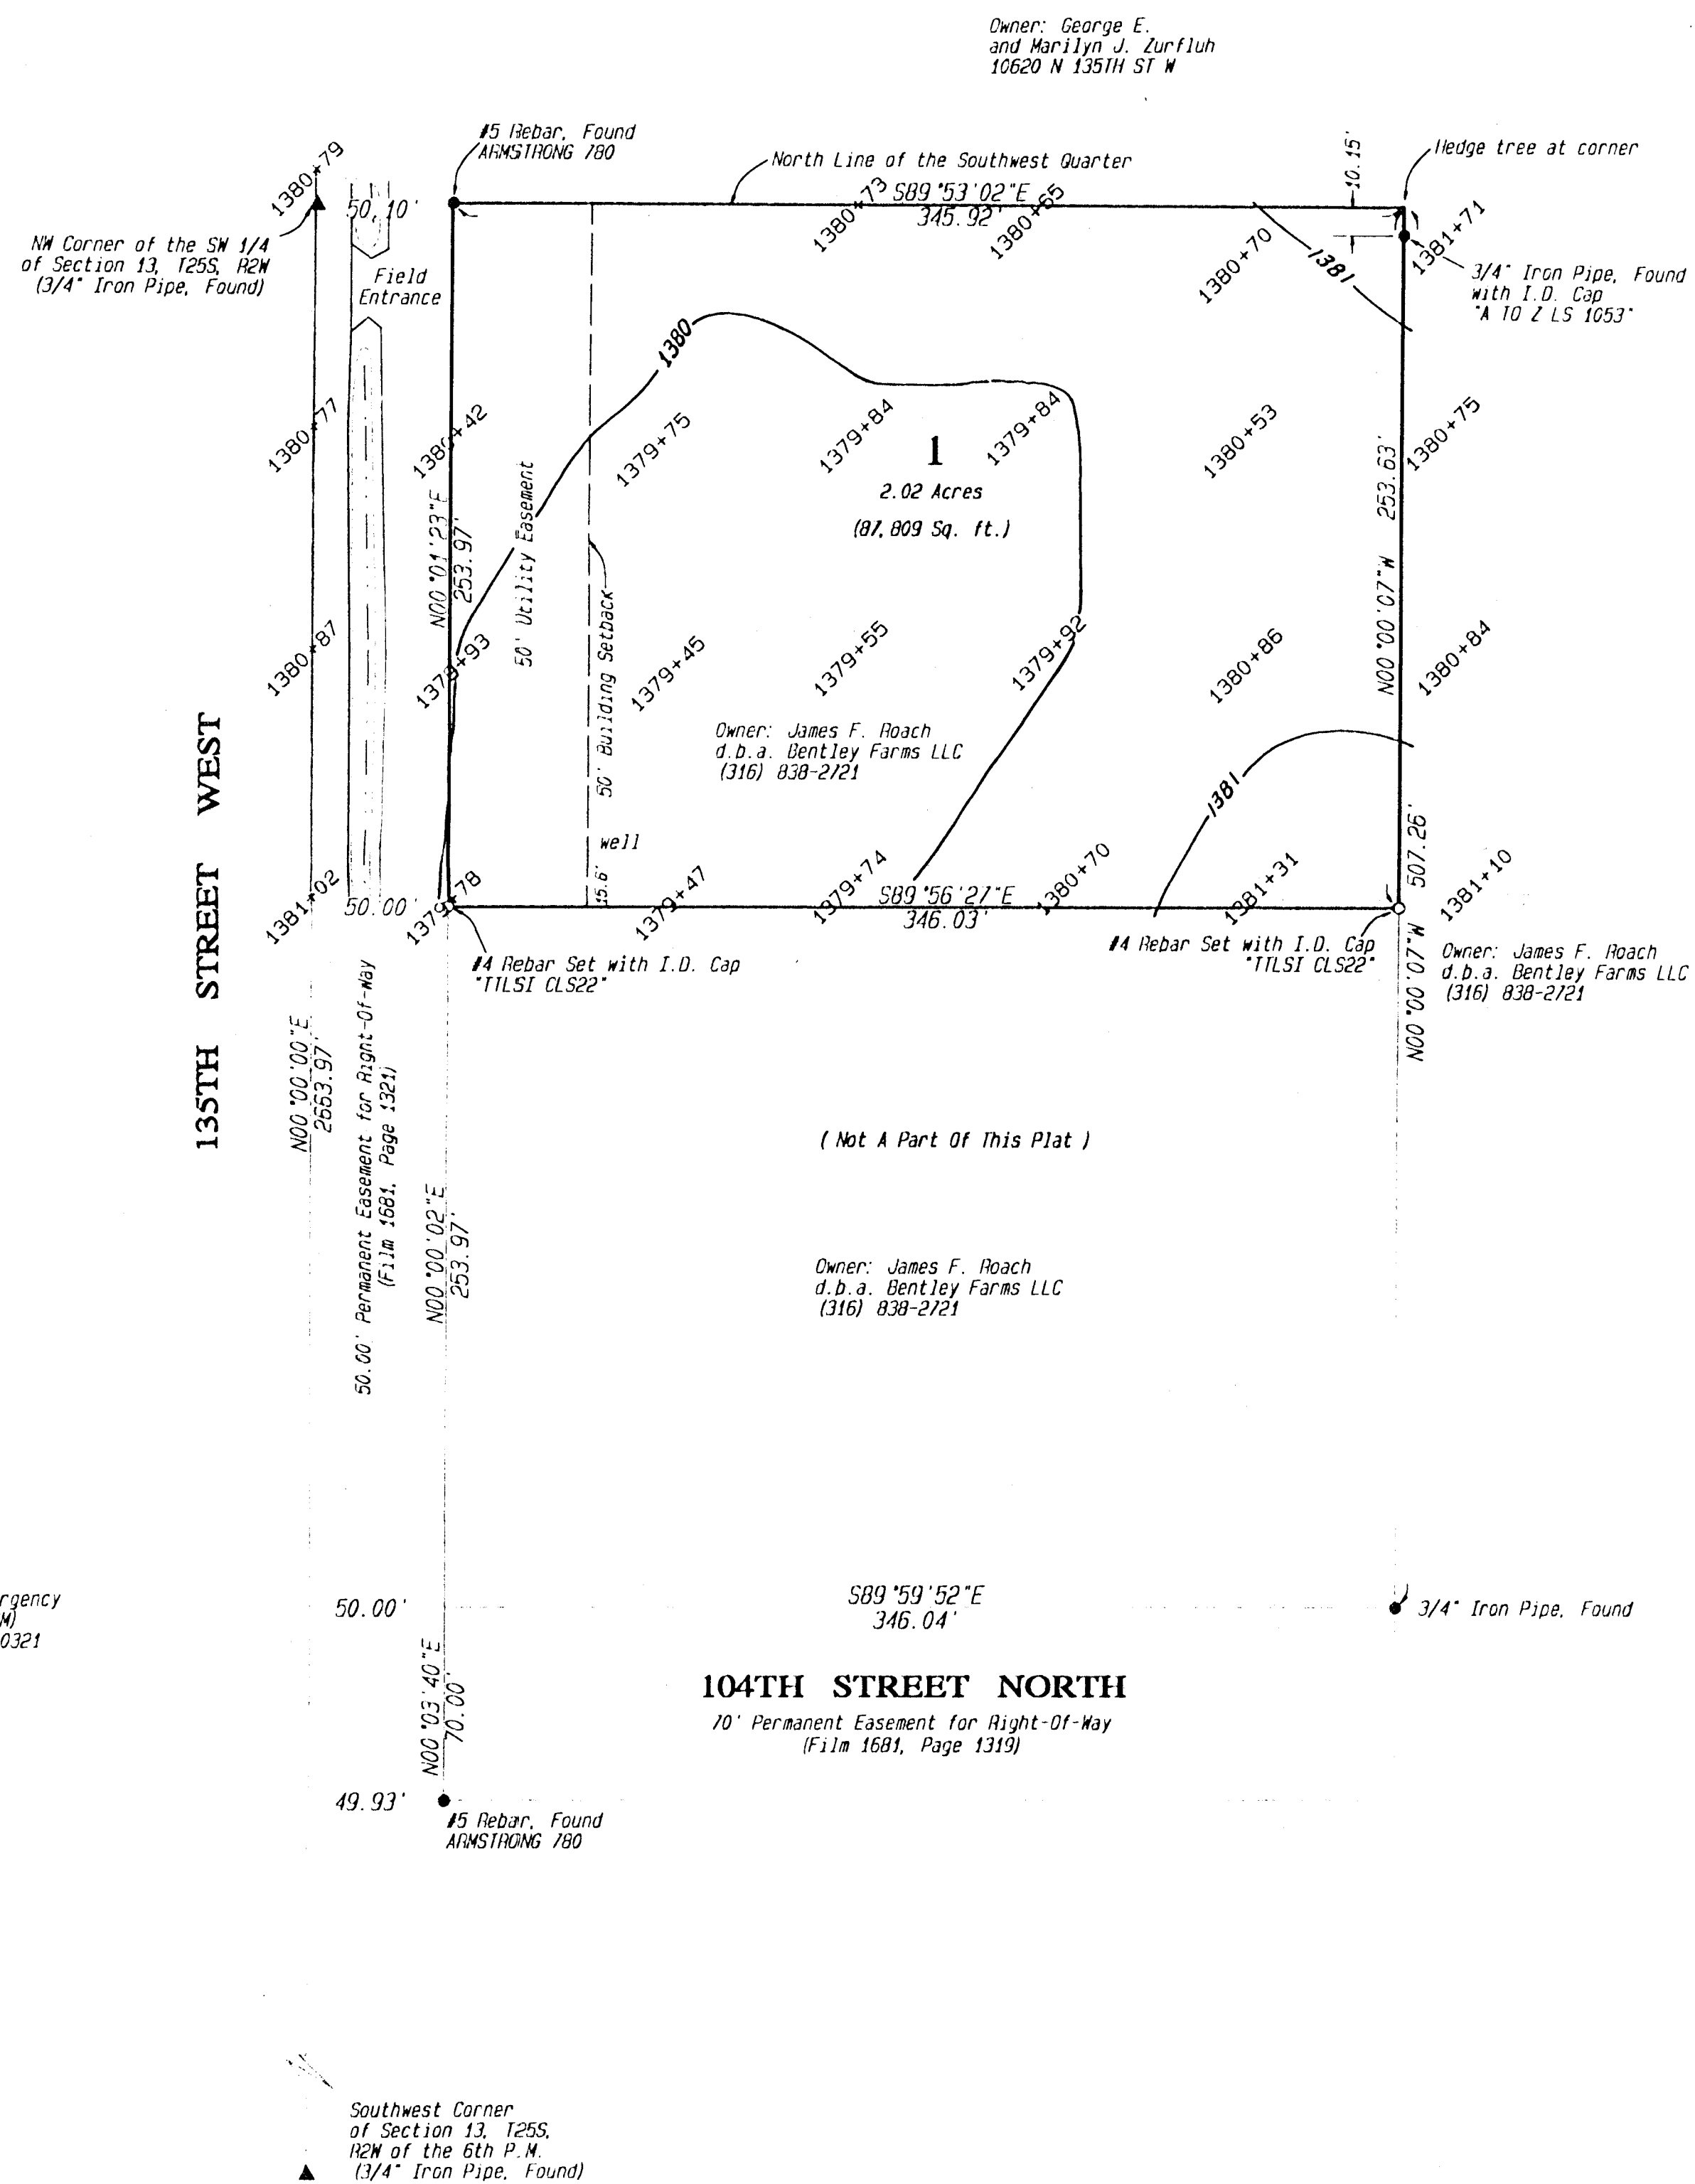 Owner: George E.
and Marilyn J. Zurfluh
10620 N 135TH ST W
#5 Rebar, Found
ARMSTRONG 780
North Line of the Southwest Quarter
S89°53'02"E
345.92'
10.15'
Hedge tree at corner
1380+79
50.10'
1380+73
1380+65
1380+70
1381
1381+71
NW Corner of the SW 1/4
of Section 13, T25S, R2W
(3/4" Iron Pipe, Found)
Field
Entrance
3/4" Iron Pipe, Found
with I.D. Cap
"A TO Z LS 1053"
1380
1380+77
1380+42
1379+75
1379+84
1379+84
1380+53
1380+75
1
2.02 Acres
(87,809 Sq. ft.)
N00°01'23"E
253.97'
50' Utility Easement
50' Building Setback
N00°00'07"W 253.63'
1380+87
1379+93
1379+45
1379+55
1379+92
1380+86
1380+84
Owner: James F. Roach
d.b.a. Bentley Farms LLC
(316) 838-2721
135TH STREET WEST
1381
well
15.6'
507.26'
1381+02
50.00'
1379+78
1379+47
1379+74
S89°56'27"E
346.03'
1380+70
1381+31
1381+10
#4 Rebar Set with I.D. Cap
"TTLSI CLS22"
#4 Rebar Set with I.D. Cap
"TTLSI CLS22"
Owner: James F. Roach
d.b.a. Bentley Farms LLC
(316) 838-2721
N00°00'07"W
N00°00'00"E
2663.97'
50.00' Permanent Easement for Right-Of-Way
(Film 1681, Page 1321)
( Not A Part Of This Plat )
N00°00'02"E
253.97'
Owner: James F. Roach
d.b.a. Bentley Farms LLC
(316) 838-2721
rgency
M)
0321
50.00'
S89°59'52"E
346.04'
3/4" Iron Pipe, Found
N00°03'40"E
70.00'
104TH STREET NORTH
70' Permanent Easement for Right-Of-Way
(Film 1681, Page 1319)
49.93'
#5 Rebar, Found
ARMSTRONG 780
Southwest Corner
of Section 13, T25S,
R2W of the 6th P.M.
(3/4" Iron Pipe, Found)